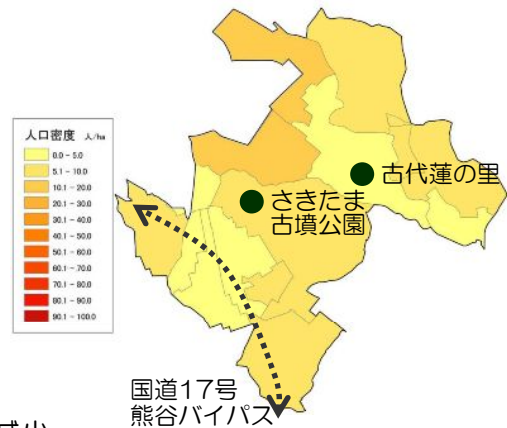 人口密度 人/ha
0.0 - 5.0
5.1 - 10.0
10.1 - 20.0
20.1 - 30.0
30.1 - 40.0
40.1 - 50.0
50.1 - 60.0
60.1 - 70.0
70.1 - 80.0
80.1 - 90.0
90.1 - 100.0
古代蓮の里
さきたま
古墳公園
国道17号
熊谷バイパス